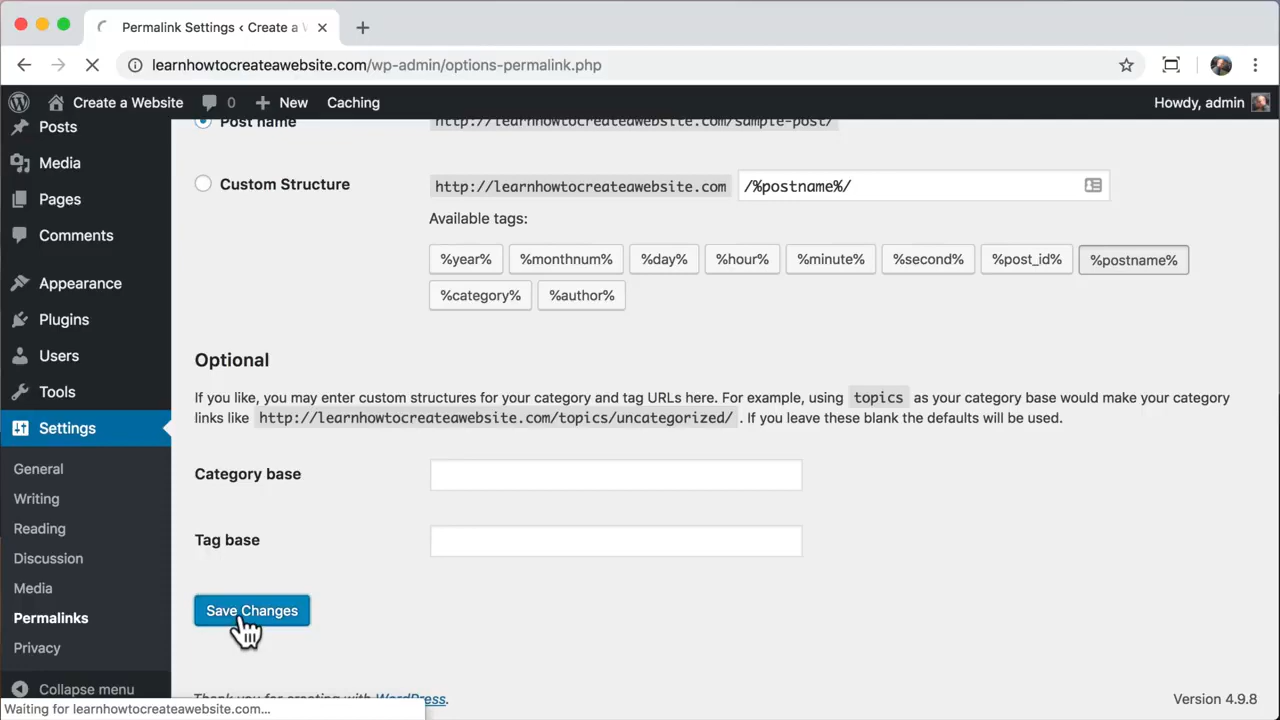 Permalink Settings ‹ Create a W
learnhowtocreateawebsite.com/wp-admin/options-permalink.php
Create a Website 0 New Caching Howdy, admin
Posts
Media
Pages
Comments
Appearance
Plugins
Users
Tools
Settings
General
Writing
Reading
Discussion
Media
Permalinks
Privacy
Collapse menu
Post name http://learnhowtocreateawebsite.com/sample-post/
Custom Structure http://learnhowtocreateawebsite.com /%postname%/
Available tags:
%year% %monthnum% %day% %hour% %minute% %second% %post_id% %postname%
%category% %author%
Optional
If you like, you may enter custom structures for your category and tag URLs here. For example, using topics as your category base would make your category
links like http://learnhowtocreateawebsite.com/topics/uncategorized/ . If you leave these blank the defaults will be used.
Category base
Tag base
Save Changes
Thank you for creating with WordPress.
Version 4.9.8
Waiting for learnhowtocreateawebsite.com...